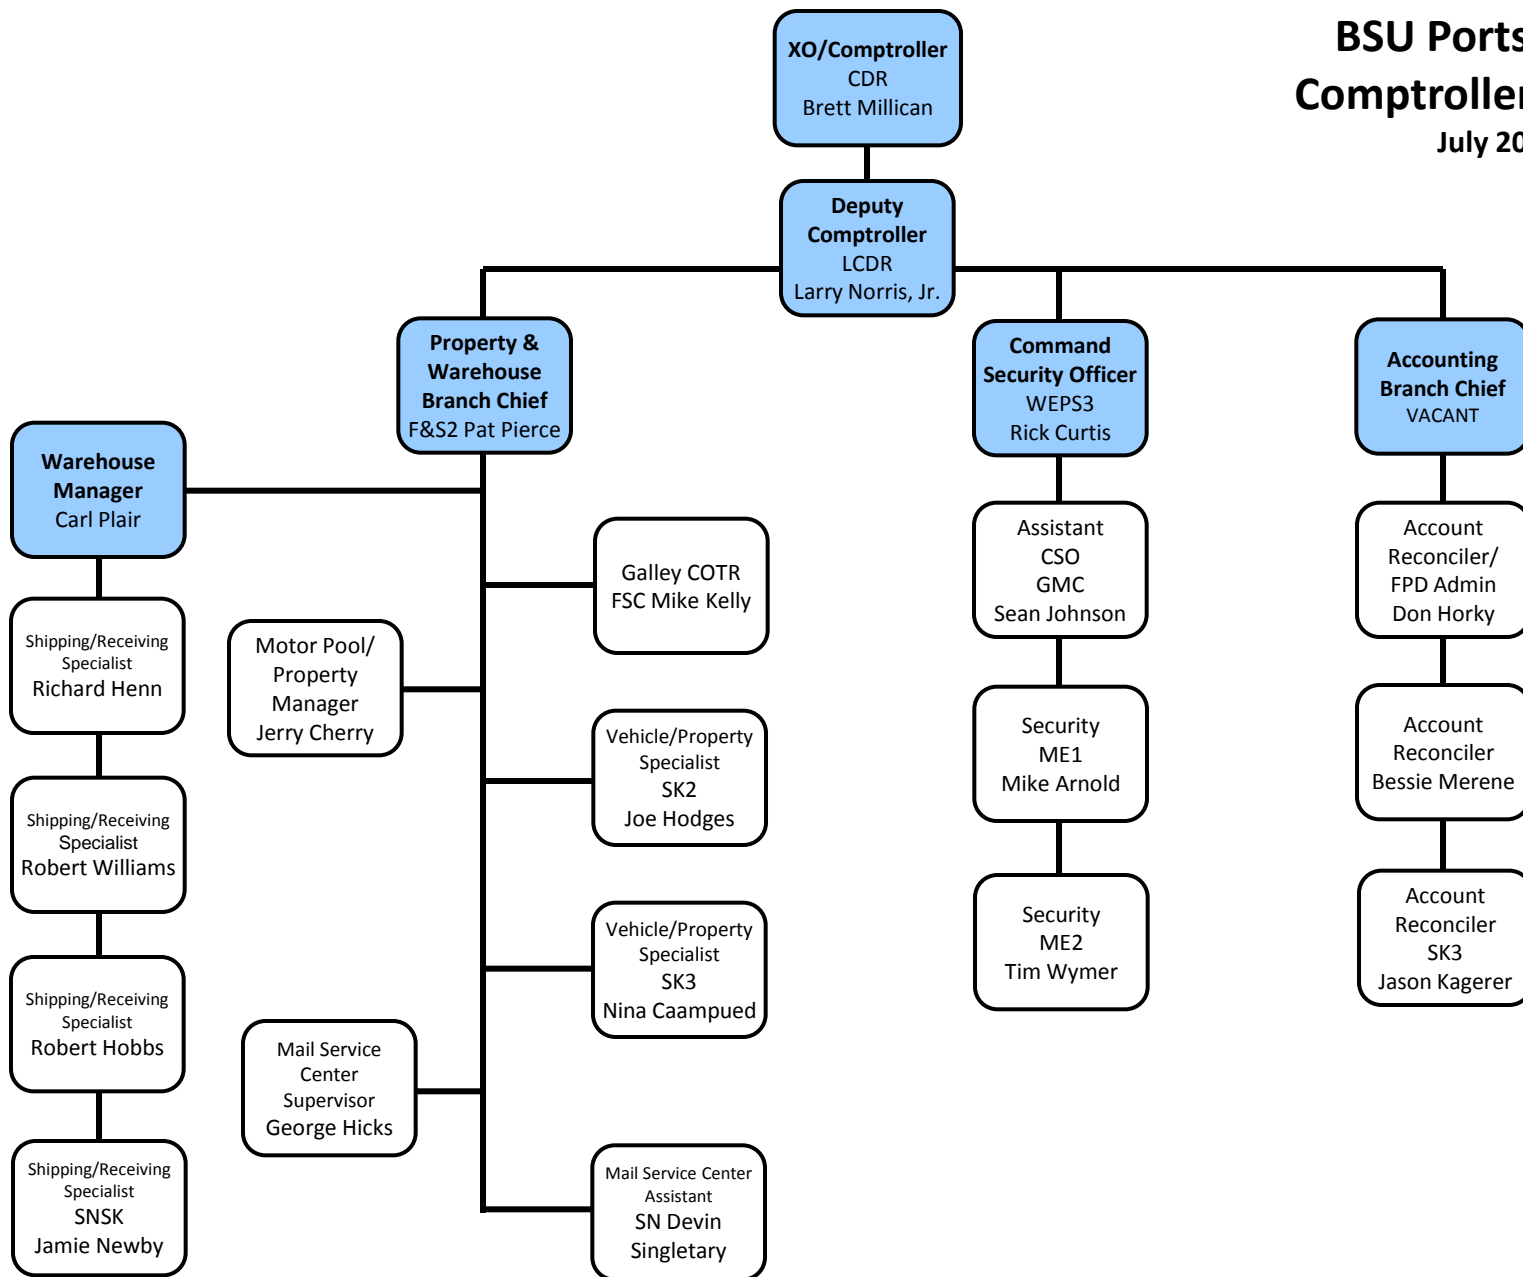 BSU Ports
Comptroller
July 20
XO/Comptroller
CDR
Brett Millican
Deputy
Comptroller
LCDR
Larry Norris, Jr.
Property &
Warehouse
Branch Chief
F&S2 Pat Pierce
Command
Security Officer
WEPS3
Rick Curtis
Accounting
Branch Chief
VACANT
Warehouse
Manager
Carl Plair
Shipping/Receiving
Specialist
Richard Henn
Shipping/Receiving
Specialist
Robert Williams
Shipping/Receiving
Specialist
Robert Hobbs
Shipping/Receiving
Specialist
SNSK
Jamie Newby
Motor Pool/
Property
Manager
Jerry Cherry
Mail Service
Center
Supervisor
George Hicks
Galley COTR
FSC Mike Kelly
Vehicle/Property
Specialist
SK2
Joe Hodges
Vehicle/Property
Specialist
SK3
Nina Caampued
Mail Service Center
Assistant
SN Devin
Singletary
Assistant
CSO
GMC
Sean Johnson
Security
ME1
Mike Arnold
Security
ME2
Tim Wymer
Account
Reconciler/
FPD Admin
Don Horky
Account
Reconciler
Bessie Merene
Account
Reconciler
SK3
Jason Kagerer